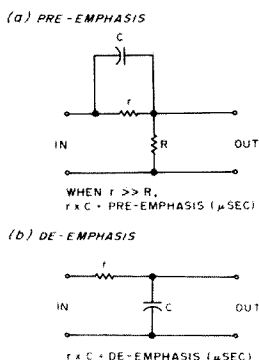 (a) PRE-EMPHASIS
C
r
IN
R
OUT
WHEN r >> R,
r x C = PRE-EMPHASIS (μSEC)
(b) DE-EMPHASIS
r
IN
C
OUT
r x C = DE-EMPHASIS (μSEC)